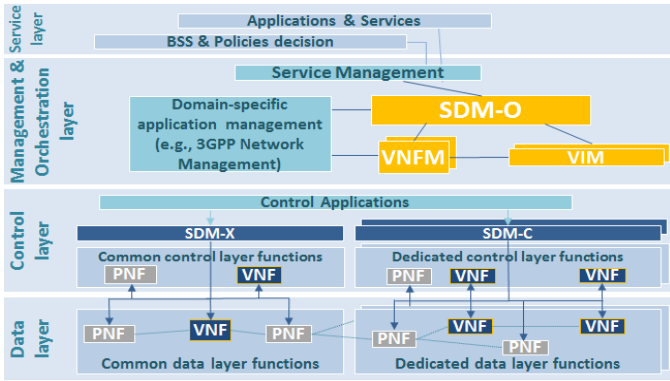 Service
layer
Applications & Services
BSS & Policies decision
Management &
Orchestration
layer
Service Management
Domain-specific
application management
(e.g., 3GPP Network
Management)
SDM-O
VNFM
VIM
Control
layer
Control Applications
SDM-X
SDM-C
Common control layer functions
Dedicated control layer functions
PNF
VNF
PNF
VNF
VNF
Data
layer
PNF
VNF
PNF
PNF
VNF
PNF
VNF
Common data layer functions
Dedicated data layer functions